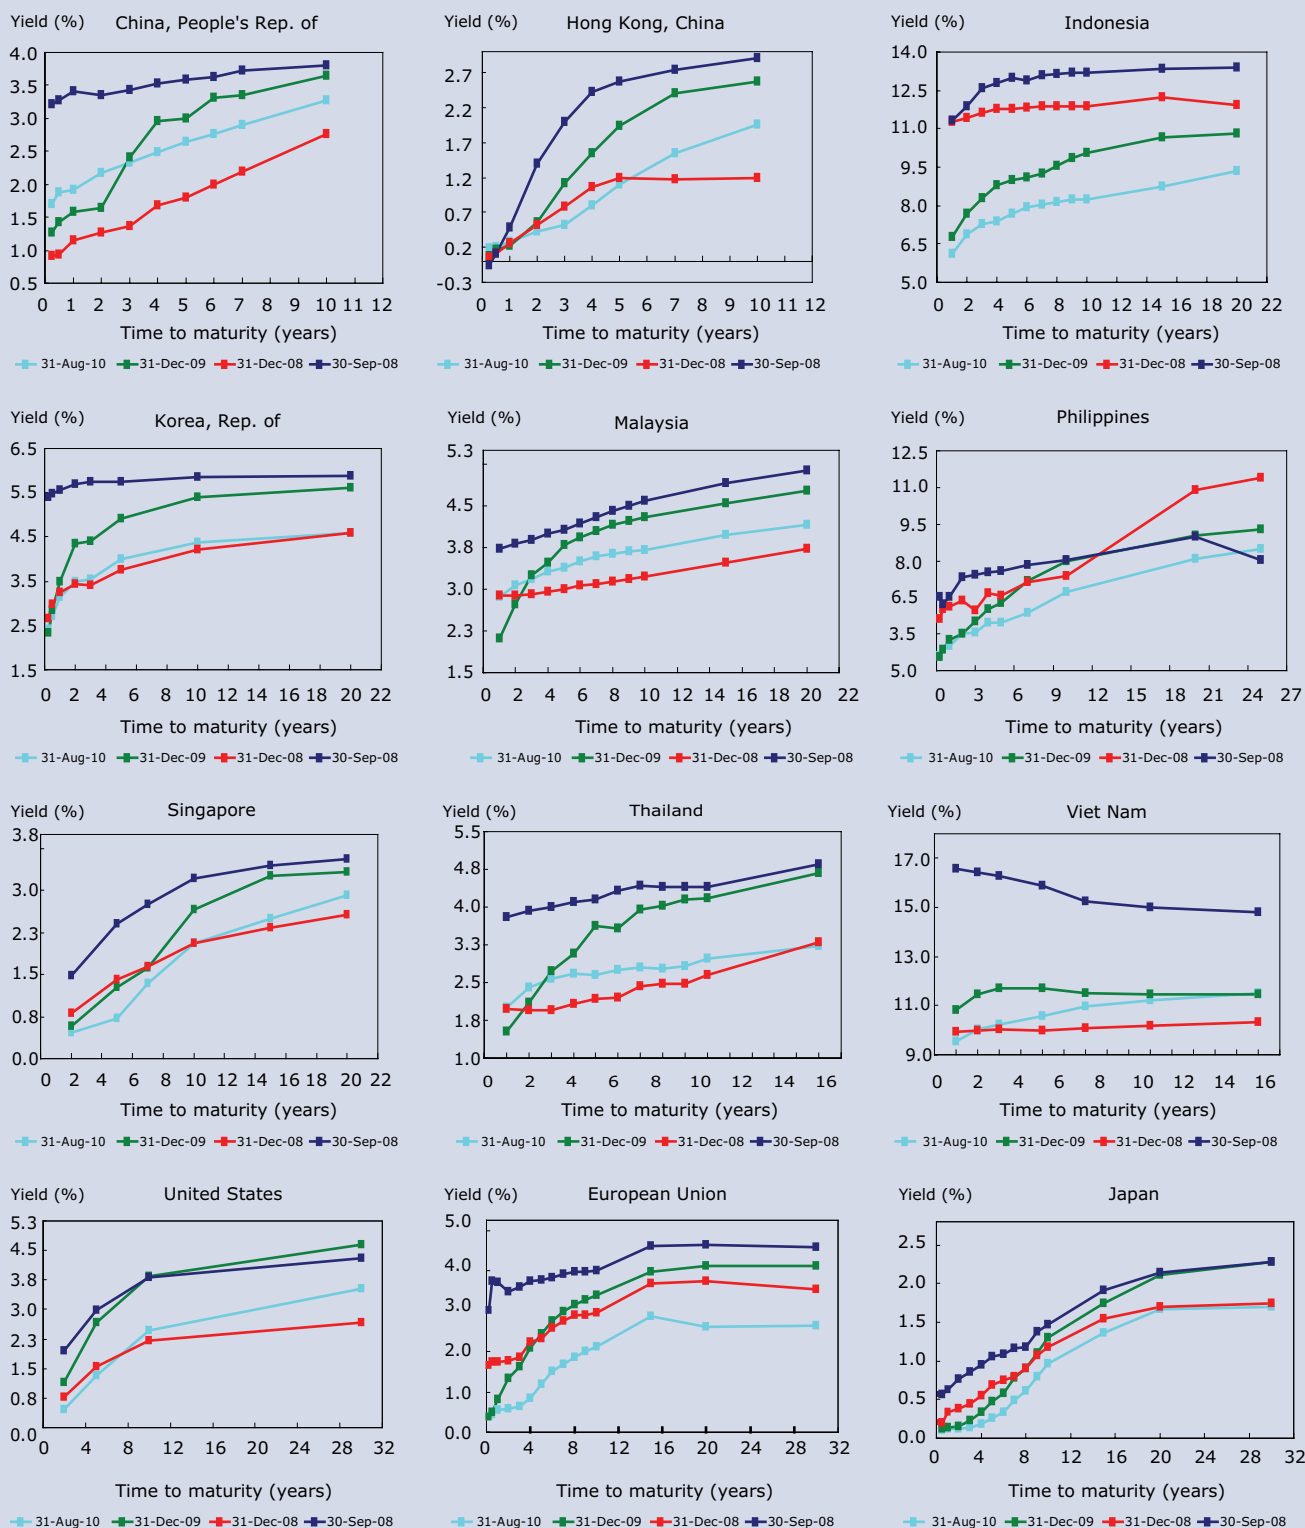 Yield (%) China, People's Rep. of
4.0
3.5
3.0
2.5
2.0
1.5
1.0
0.5
0 1 2 3 4 5 6 7 8 9 10 11 12
Time to maturity (years)
31-Aug-10 31-Dec-09 31-Dec-08 30-Sep-08
Yield (%) Hong Kong, China
2.7
2.2
1.7
1.2
0.7
0.2
-0.3
0 1 2 3 4 5 6 7 8 9 10 12
Time to maturity (years)
31-Aug-10 31-Dec-09 31-Dec-08 30-Sep-08
Yield (%) Indonesia
14.0
12.5
11.0
9.5
8.0
6.5
5.0
0 2 4 6 8 10 12 14 16 18 20 22
Time to maturity (years)
31-Aug-10 31-Dec-09 31-Dec-08 30-Sep-08
Yield (%) Korea, Rep. of
6.5
5.5
4.5
3.5
2.5
1.5
0 2 4 6 8 10 12 14 16 18 20 22
Time to maturity (years)
31-Aug-10 31-Dec-09 31-Dec-08 30-Sep-08
Yield (%) Malaysia
5.3
4.5
3.8
3.0
2.3
1.5
0 2 4 6 8 10 12 14 16 18 20 22
Time to maturity (years)
31-Aug-10 31-Dec-09 31-Dec-08 30-Sep-08
Yield (%) Philippines
12.5
11.0
9.5
8.0
6.5
3.5
5.0
0 3 6 9 12 15 18 21 24 27
Time to maturity (years)
31-Aug-10 31-Dec-09 31-Dec-08 30-Sep-08
Yield (%) Singapore
3.8
3.0
2.3
1.5
0.8
0.0
0 2 4 6 8 10 12 14 16 18 20 22
Time to maturity (years)
31-Aug-10 31-Dec-09 31-Dec-08 30-Sep-08
Yield (%) Thailand
5.5
4.8
4.0
3.3
2.5
1.8
1.0
0 2 4 6 8 10 12 14 16
Time to maturity (years)
31-Aug-10 31-Dec-09 31-Dec-08 30-Sep-08
Yield (%) Viet Nam
17.0
15.0
13.0
11.0
9.0
0 2 4 6 8 10 12 14 16
Time to maturity (years)
31-Aug-10 31-Dec-09 31-Dec-08 30-Sep-08
Yield (%) United States
5.3
4.5
3.8
3.0
2.3
1.5
0.8
0.0
0 4 8 12 16 20 24 28 32
Time to maturity (years)
31-Aug-10 31-Dec-09 31-Dec-08 30-Sep-08
Yield (%) European Union
5.0
4.0
3.0
2.0
1.0
0.0
0 4 8 12 16 20 24 28 32
Time to maturity (years)
31-Aug-10 31-Dec-09 31-Dec-08 30-Sep-08
Yield (%) Japan
2.5
2.0
1.5
1.0
0.5
0.0
0 4 8 12 16 20 24 28 32
Time to maturity (years)
31-Aug-10 31-Dec-09 31-Dec-08 30-Sep-08